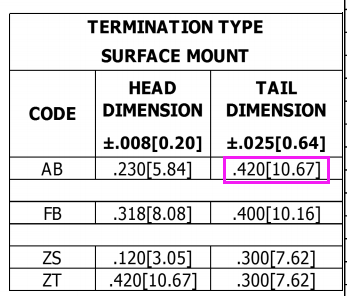 TERMINATION TYPE
SURFACE MOUNT
CODE
HEAD
DIMENSION
±.008[0.20]
TAIL
DIMENSION
±.025[0.64]
AB .230[5.84] .420[10.67]
FB .318[8.08] .400[10.16]
ZS .120[3.05] .300[7.62]
ZT .420[10.67] .300[7.62]